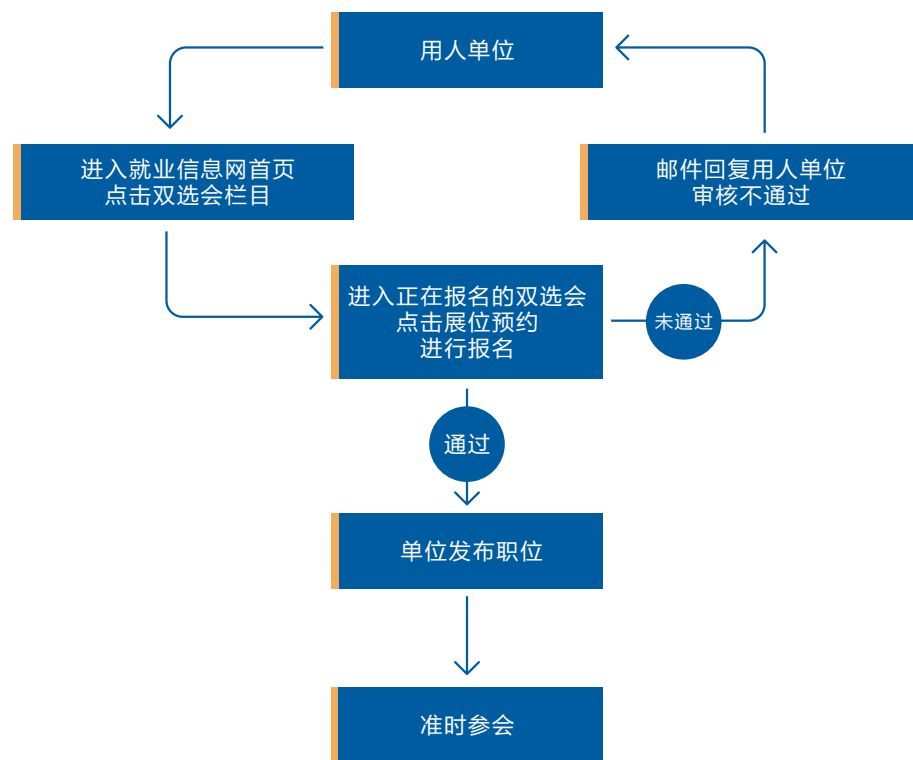 用人单位
进入就业信息网首页
点击双选会栏目
邮件回复用人单位
审核不通过
进入正在报名的双选会
点击展位预约
进行报名
未通过
通过
单位发布职位
准时参会